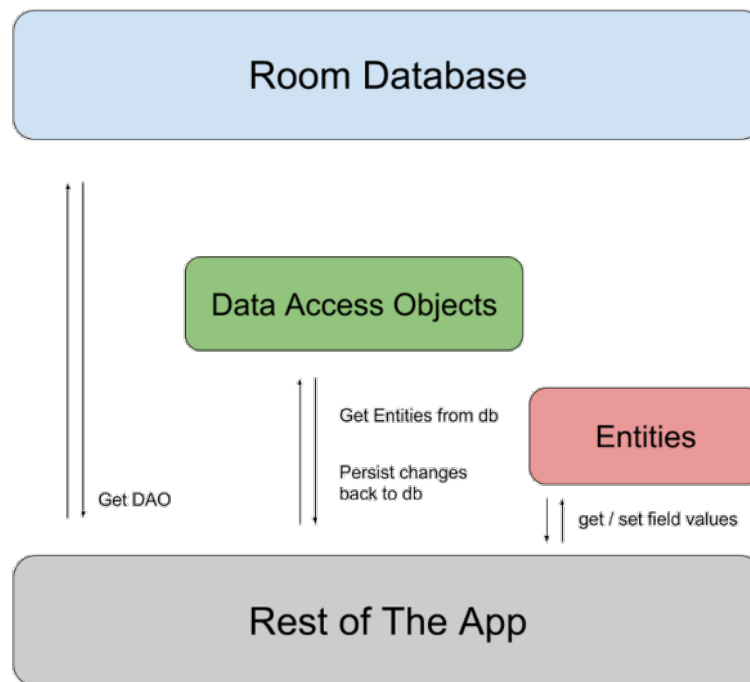 Room Database
Data Access Objects
Get Entities from db
Entities
Persist changes
back to db
Get DAO
get / set field values
Rest of The App